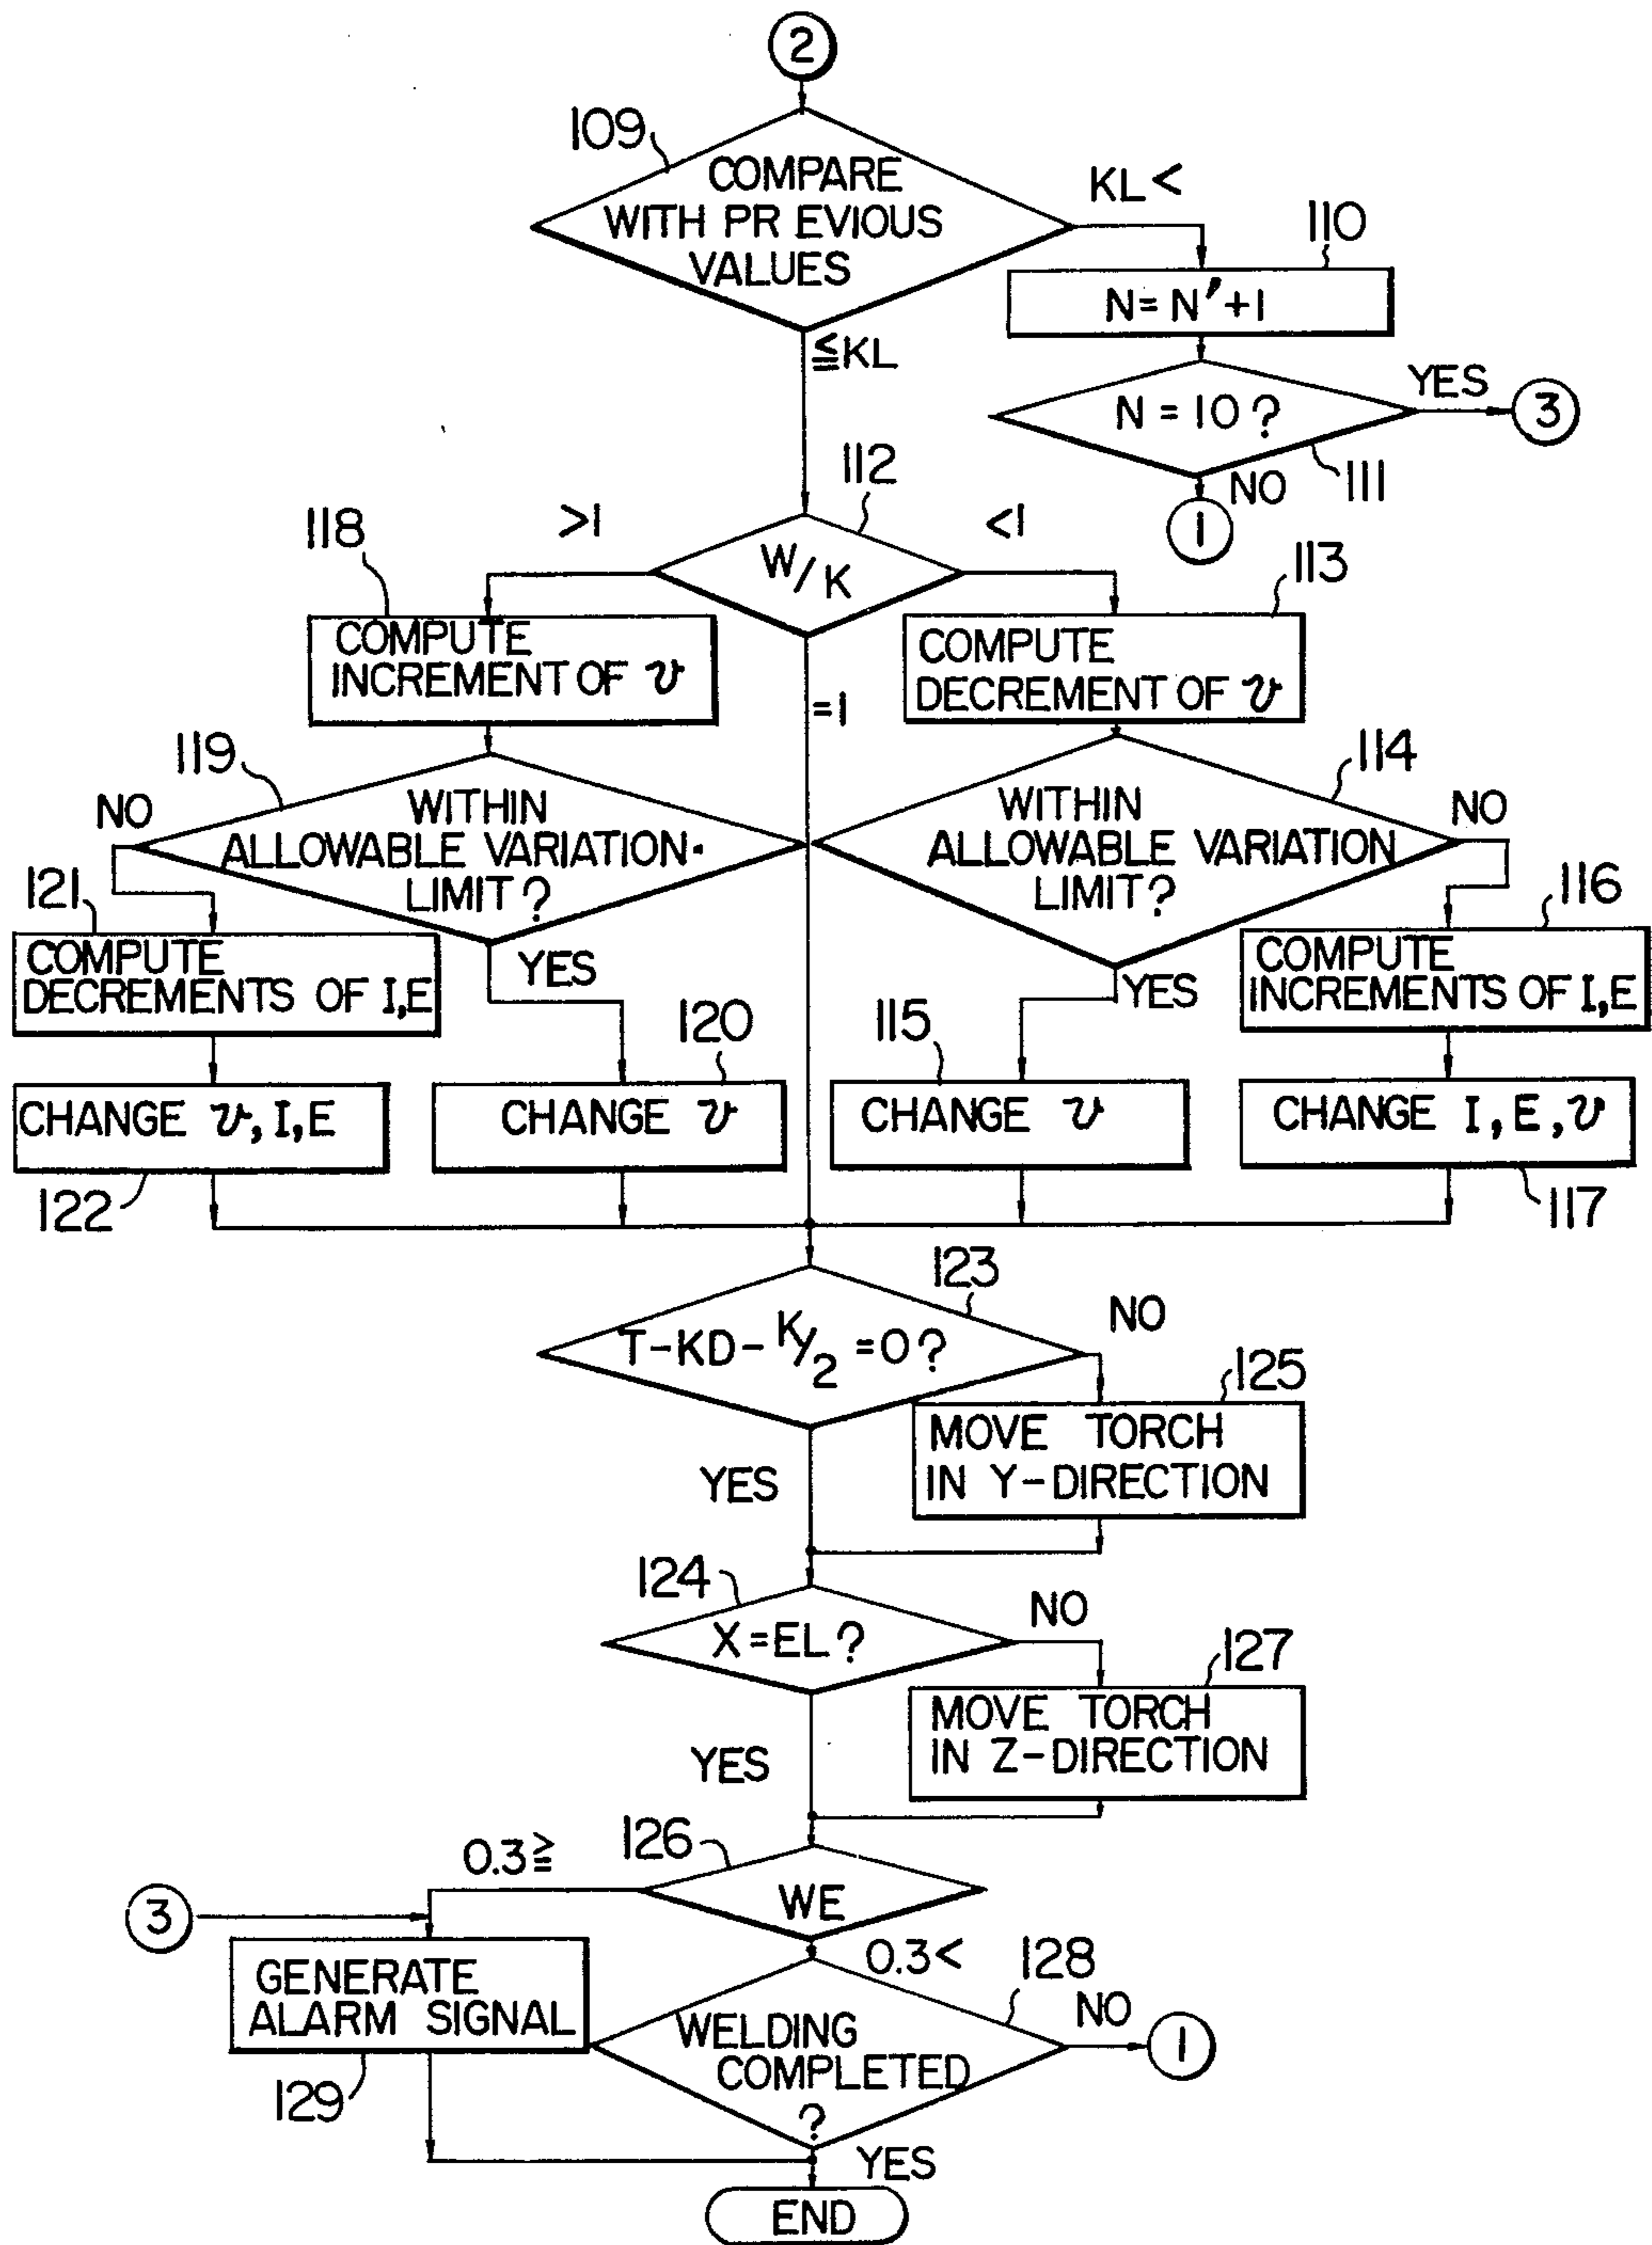 2
109
COMPARE
WITH PR EVIOUS
VALUES
KL <
110
N = N' + 1
≦KL
N = 10 ?
YES
3
111
NO
1
112
>1
<1
W/K
=1
118
COMPUTE
INCREMENT OF v
113
COMPUTE
DECREMENT OF v
119
NO
WITHIN
ALLOWABLE VARIATION
LIMIT?
YES
114
NO
WITHIN
ALLOWABLE VARIATION
LIMIT?
YES
121
COMPUTE
DECREMENTS OF I,E
116
COMPUTE
INCREMENTS OF I,E
120
115
CHANGE v, I, E
CHANGE v
CHANGE v
CHANGE I, E, v
122
117
123
T-KD-K/2 = 0 ?
NO
YES
125
MOVE TORCH
IN Y-DIRECTION
124
X = EL ?
NO
YES
127
MOVE TORCH
IN Z-DIRECTION
126
0.3 ≧
WE
0.3 <
3
GENERATE
ALARM SIGNAL
129
128
WELDING
COMPLETED
?
NO
1
YES
END